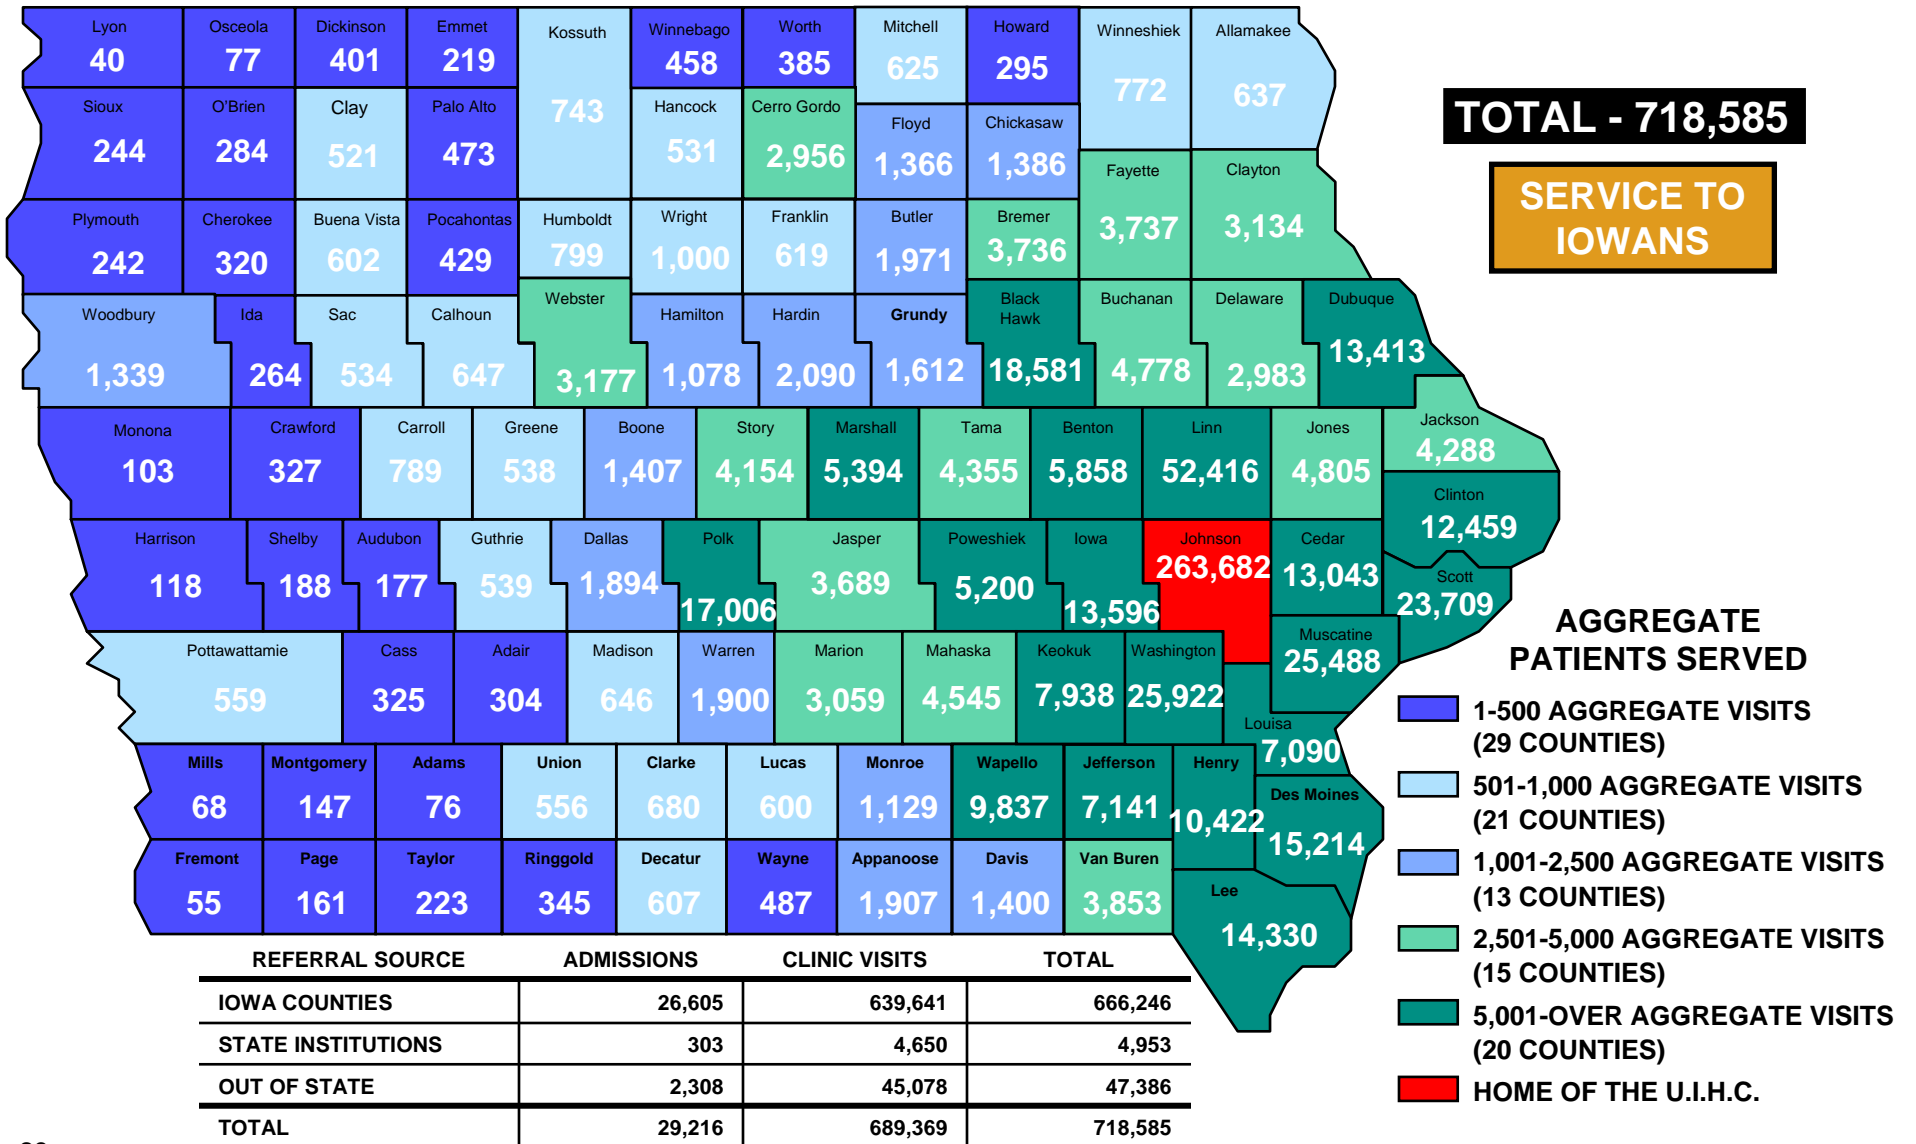 Lyon
40
Osceola
77
Dickinson
401
Emmet
219
Kossuth
743
Winnebago
458
Worth
385
Mitchell
625
Howard
295
Winneshiek
772
Allamakee
637
TOTAL - 718,585
SERVICE TO
IOWANS
Sioux
244
O'Brien
284
Clay
521
Palo Alto
473
Hancock
531
Cerro Gordo
2,956
Floyd
1,366
Chickasaw
1,386
Fayette
3,737
Clayton
3,134
Plymouth
242
Cherokee
320
Buena Vista
602
Pocahontas
429
Humboldt
799
Wright
1,000
Franklin
619
Butler
1,971
Bremer
3,736
Woodbury
1,339
Ida
264
Sac
534
Calhoun
647
Webster
3,177
Hamilton
1,078
Hardin
2,090
Grundy
1,612
Black
Hawk
18,581
Buchanan
4,778
Delaware
2,983
Dubuque
13,413
Monona
103
Crawford
327
Carroll
789
Greene
538
Boone
1,407
Story
4,154
Marshall
5,394
Tama
4,355
Benton
5,858
Linn
52,416
Jones
4,805
Jackson
4,288
Clinton
12,459
Harrison
118
Shelby
188
Audubon
177
Guthrie
539
Dallas
1,894
Polk
17,006
Jasper
3,689
Poweshiek
5,200
Iowa
13,596
Johnson
263,682
Cedar
13,043
Scott
23,709
Pottawattamie
559
Cass
325
Adair
304
Madison
646
Warren
1,900
Marion
3,059
Mahaska
4,545
Keokuk
7,938
Washington
25,922
Muscatine
25,488
Louisa
7,090
Mills
68
Montgomery
147
Adams
76
Union
556
Clarke
680
Lucas
600
Monroe
1,129
Wapello
9,837
Jefferson
7,141
Henry
10,422
Des Moines
15,214
Fremont
55
Page
161
Taylor
223
Ringgold
345
Decatur
607
Wayne
487
Appanoose
1,907
Davis
1,400
Van Buren
3,853
Lee
14,330
AGGREGATE
PATIENTS SERVED
1-500 AGGREGATE VISITS
(29 COUNTIES)
501-1,000 AGGREGATE VISITS
(21 COUNTIES)
1,001-2,500 AGGREGATE VISITS
(13 COUNTIES)
2,501-5,000 AGGREGATE VISITS
(15 COUNTIES)
5,001-OVER AGGREGATE VISITS
(20 COUNTIES)
HOME OF THE U.I.H.C.
REFERRAL SOURCE ADMISSIONS CLINIC VISITS TOTAL
IOWA COUNTIES 26,605 639,641 666,246
STATE INSTITUTIONS 303 4,650 4,953
OUT OF STATE 2,308 45,078 47,386
TOTAL 29,216 689,369 718,585